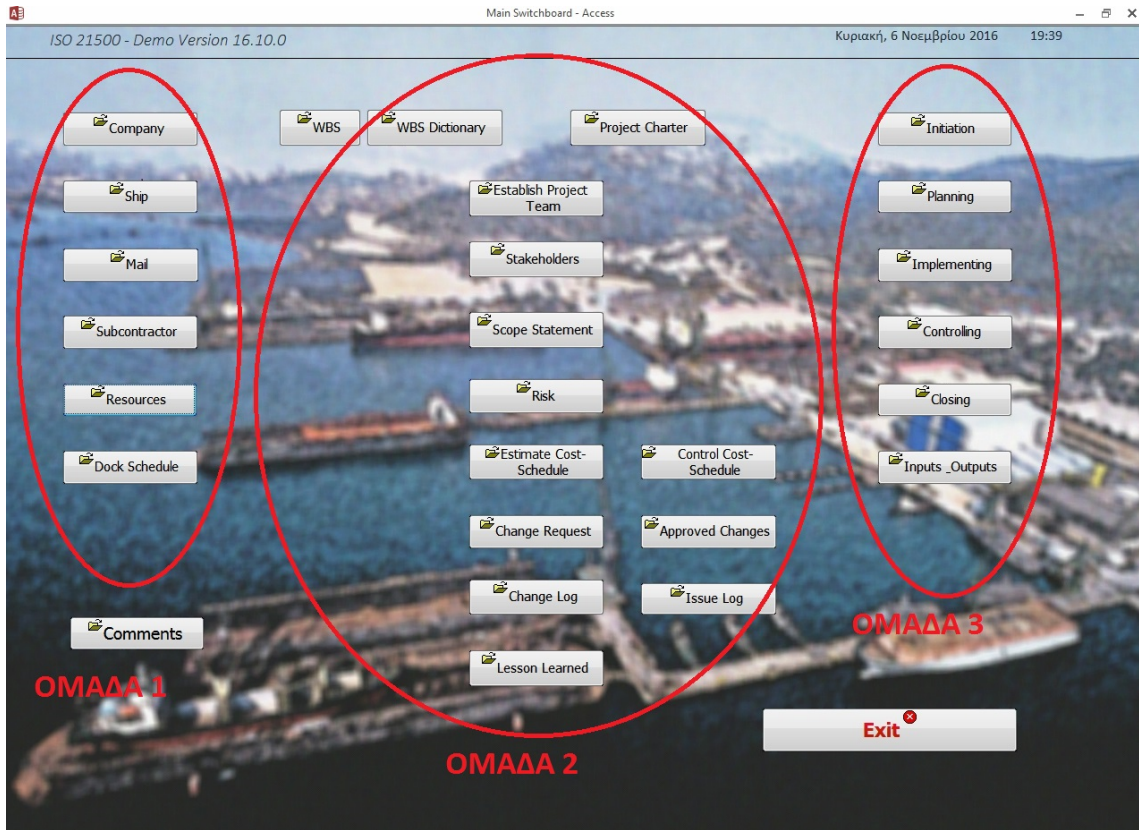 Main Switchboard - Access
ISO 21500 - Demo Version 16.10.0
Κυριακή, 6 Νοεμβρίου 2016
19:39
Company
WBS
WBS Dictionary
Project Charter
Initiation
Ship
Establish Project
Team
Planning
Mail
Stakeholders
Implementing
Subcontractor
Scope Statement
Controlling
Resources
Risk
Closing
Dock Schedule
Estimate Cost-
Schedule
Control Cost-
Schedule
Inputs _Outputs
Change Request
Approved Changes
Change Log
Issue Log
Comments
Lesson Learned
ΟΜΑΔΑ 1
ΟΜΑΔΑ 2
ΟΜΑΔΑ 3
Exit